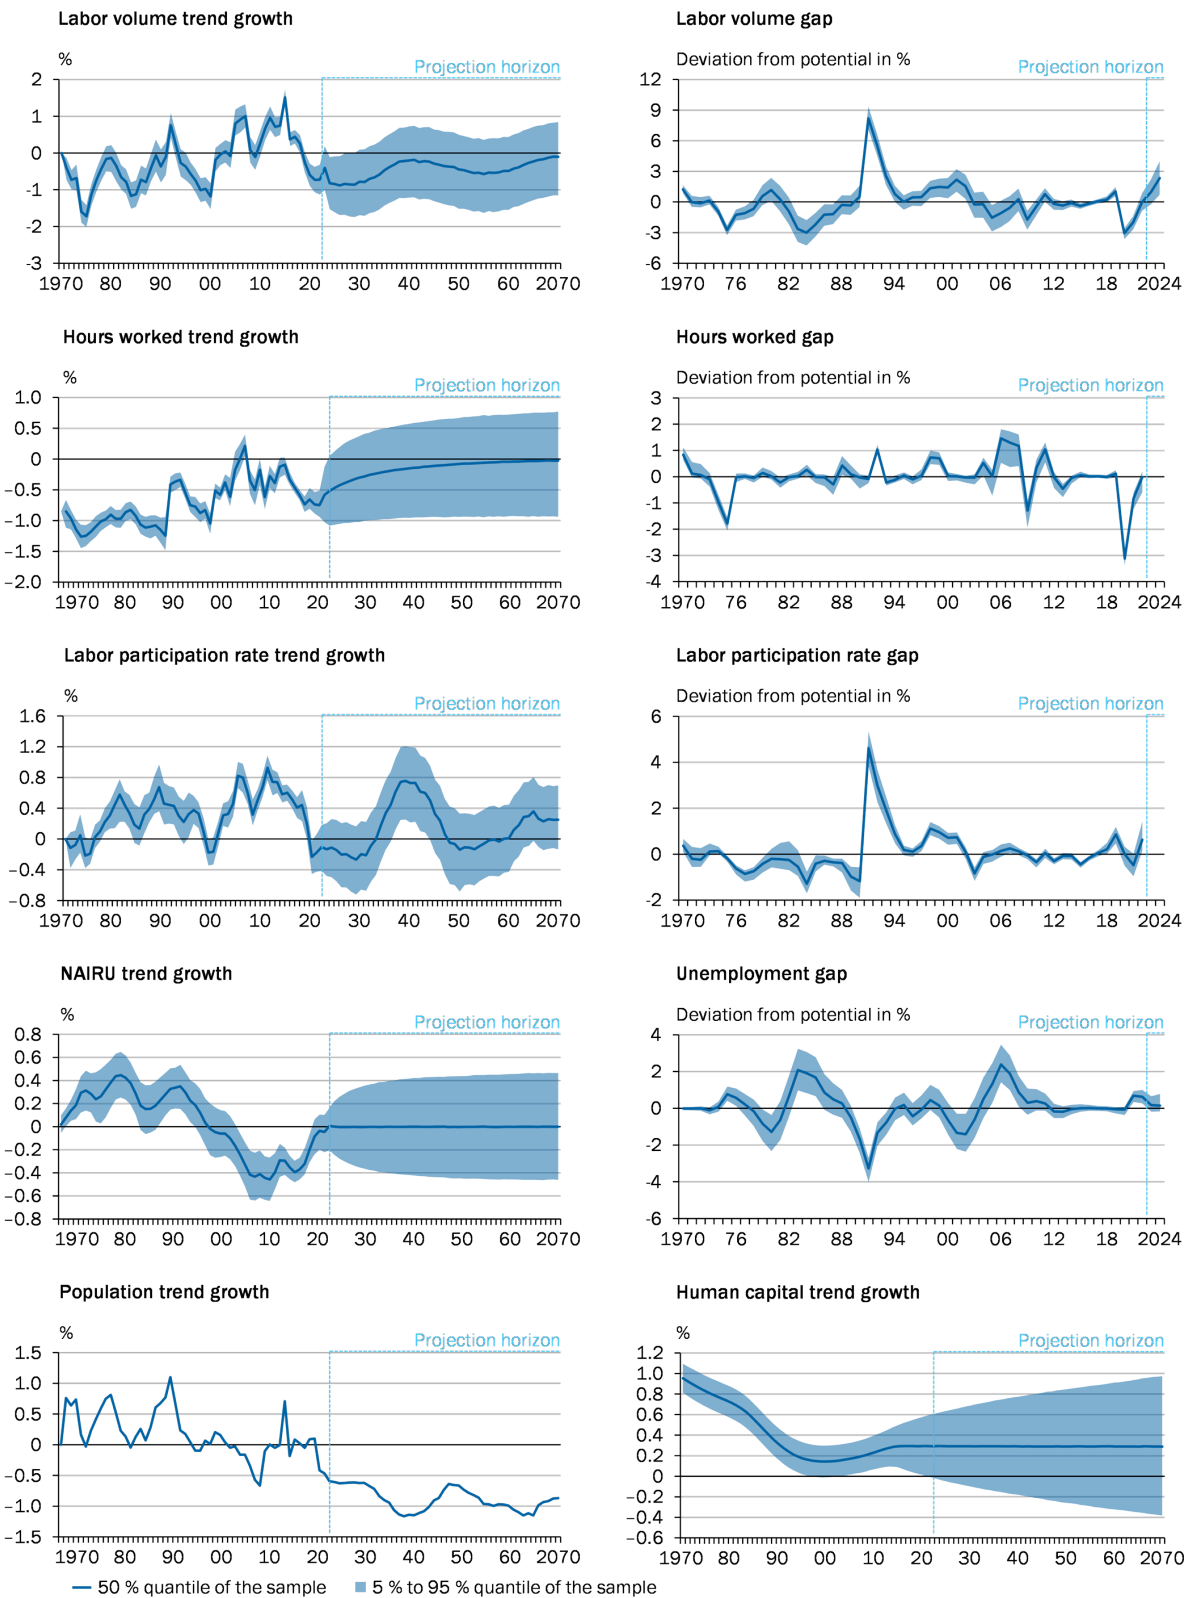 Labor volume trend growth
%
Projection horizon
2
1
0
-1
-2
-3
1970 80 90 00 10 20 30 40 50 60 2070
Labor volume gap
Deviation from potential in %
Projection horizon
12
9
6
3
0
-3
-6
1970 76 82 88 94 00 06 12 18 2024
Hours worked trend growth
%
Projection horizon
1.0
0.5
0
−0.5
−1.0
−1.5
−2.0
1970 80 90 00 10 20 30 40 50 60 2070
Hours worked gap
Deviation from potential in %
Projection horizon
3
2
1
0
-1
-2
-3
-4
1970 76 82 88 94 00 06 12 18 2024
Labor participation rate trend growth
%
Projection horizon
1.6
1.2
0.8
0.4
0
−0.4
−0.8
1970 80 90 00 10 20 30 40 50 60 2070
Labor participation rate gap
Deviation from potential in %
Projection horizon
6
4
2
0
-2
1970 76 82 88 94 00 06 12 18 2024
NAIRU trend growth
%
Projection horizon
0.8
0.6
0.4
0.2
0
−0.2
−0.4
−0.6
−0.8
1970 80 90 00 10 20 30 40 50 60 2070
Unemployment gap
Deviation from potential in %
Projection horizon
4
2
0
-2
-4
-6
1970 76 82 88 94 00 06 12 18 2024
Population trend growth
%
Projection horizon
1.5
1.0
0.5
0
−0.5
−1.0
−1.5
1970 80 90 00 10 20 30 40 50 60 2070
Human capital trend growth
%
Projection horizon
1.2
1.0
0.8
0.6
0.4
0.2
0
−0.2
−0.4
−0.6
1970 80 90 00 10 20 30 40 50 60 2070
50 % quantile of the sample 5 % to 95 % quantile of the sample